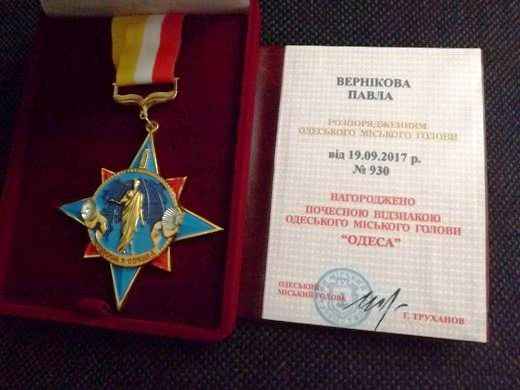 ВЕРНІКОВА
ПАВЛА
РОЗПОРЯДЖЕННЯМ
ОДЕСЬКОГО МІСЬКОГО ГОЛОВИ
від 19.09.2017 р.
№ 930
НАГОРОДЖЕНО
ПОЧЕСНОЮ ВІДЗНАКОЮ
ОДЕСЬКОГО МІСЬКОГО ГОЛОВИ
“ОДЕСА”
ОДЕСЬКИЙ
МІСЬКИЙ ГОЛОВА
Г. ТРУХАНОВ